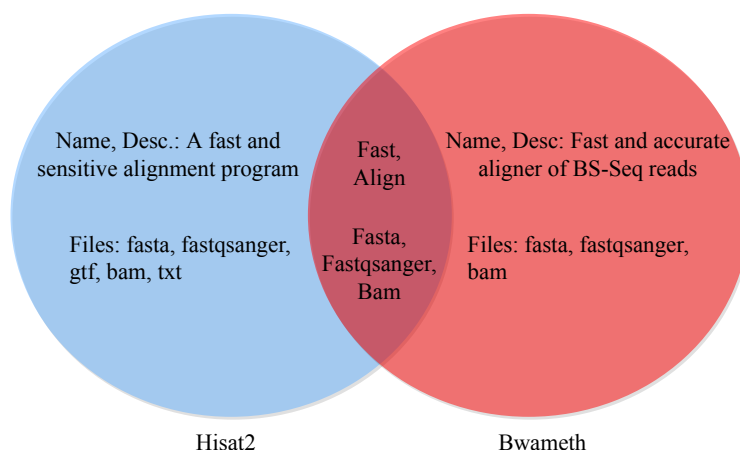 Name, Desc.: A fast and
sensitive alignment program
Files: fasta, fastqsanger,
gtf, bam, txt
Fast,
Align
Fasta,
Fastqsanger,
Bam
Name, Desc: Fast and accurate
aligner of BS-Seq reads
Files: fasta, fastqsanger,
bam
Hisat2
Bwameth